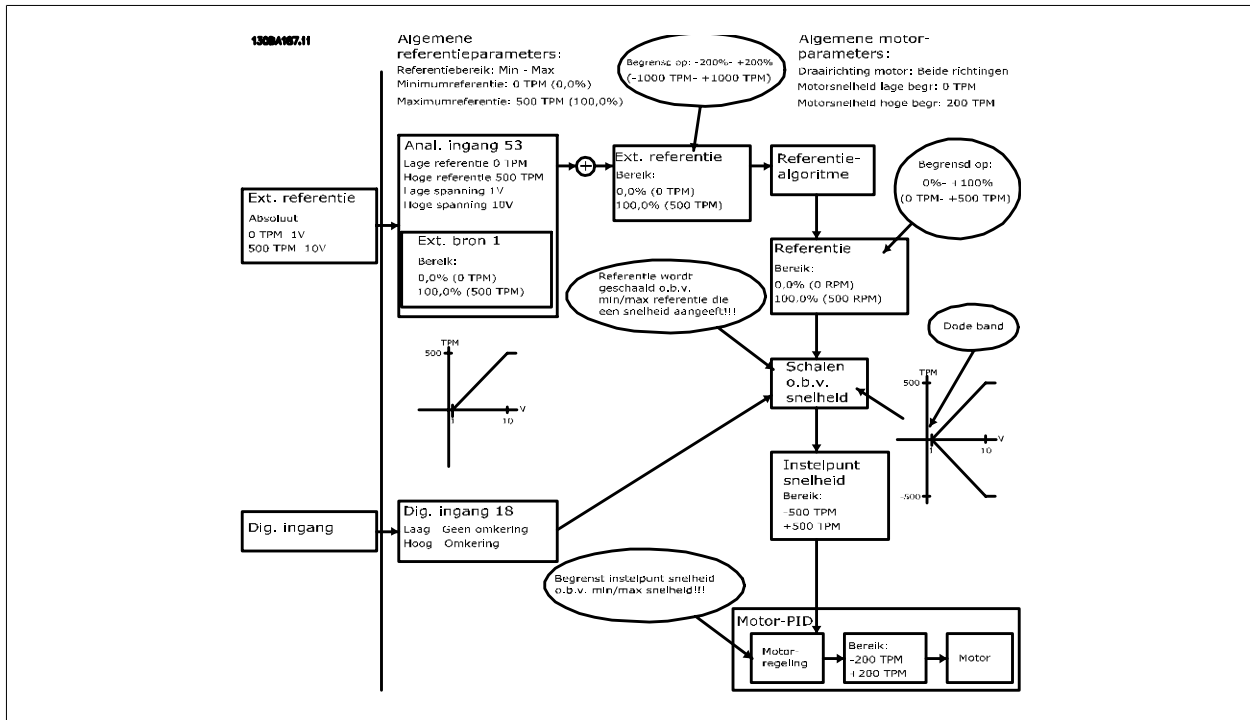 130BA187.11
Algemene
referentieparameters:
Referentiebereik: Min - Max
Minimumreferentie: 0 TPM (0,0%)
Maximumreferentie: 500 TPM (100,0%)
Begrensd op: -200%- +200%
(-1000 TPM- +1000 TPM)
Algemene motor-
parameters:
Draairichting motor: Beide richtingen
Motorsnelheid lage begr: 0 TPM
Motorsnelheid hoge begr: 200 TPM
Ext. referentie
Absoluut
0 TPM 1V
500 TPM 10V
Anal. ingang 53
Lage referentie 0 TPM
Hoge referentie 500 TPM
Lage spanning 1V
Hoge spanning 10V
Ext. bron 1
Bereik:
0,0% (0 TPM)
100,0% (500 TPM)
Ext. referentie
Bereik:
0,0% (0 TPM)
100,0% (500 TPM)
Referentie-
algoritme
Begrensd op:
0%- +100%
(0 TPM- +500 TPM)
Referentie
Bereik:
0,0% (0 RPM)
100,0% (500 RPM)
Referentie wordt
geschaald o.b.v.
min/max referentie die
een snelheid aangeeft!!!
Dode band
TPM
500
V
1
10
Schalen
o.b.v.
snelheid
TPM
500
V
1
10
-500
Instelpunt
snelheid
Bereik:
-500 TPM
+500 TPM
Dig. ingang
Dig. ingang 18
Laag Geen omkering
Hoog Omkering
Begrenst instelpunt snelheid
o.b.v. min/max snelheid!!!
Motor-PID
Motor-
regeling
Bereik:
-200 TPM
+200 TPM
Motor